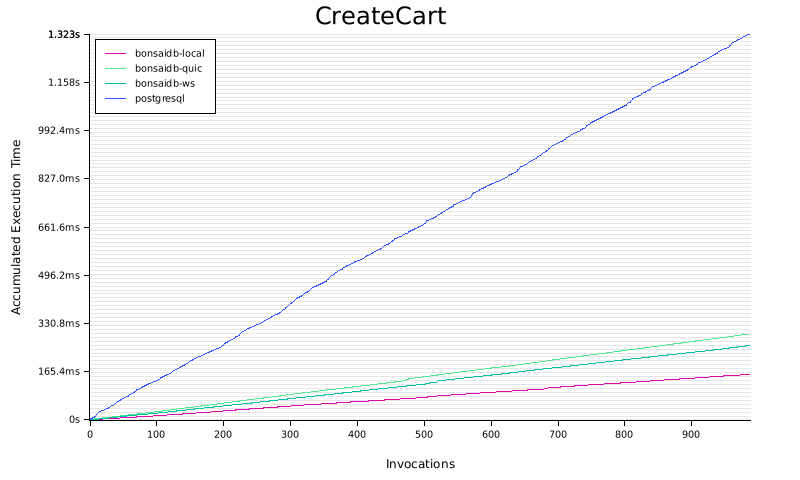 CreateCart
1.323s
1.158s
992.4ms
827.0ms
661.6ms
496.2ms
330.8ms
165.4ms
0s
Accumulated Execution Time
bonsaidb-local
bonsaidb-quic
bonsaidb-ws
postgresql
0 100 200 300 400 500 600 700 800 900
Invocations